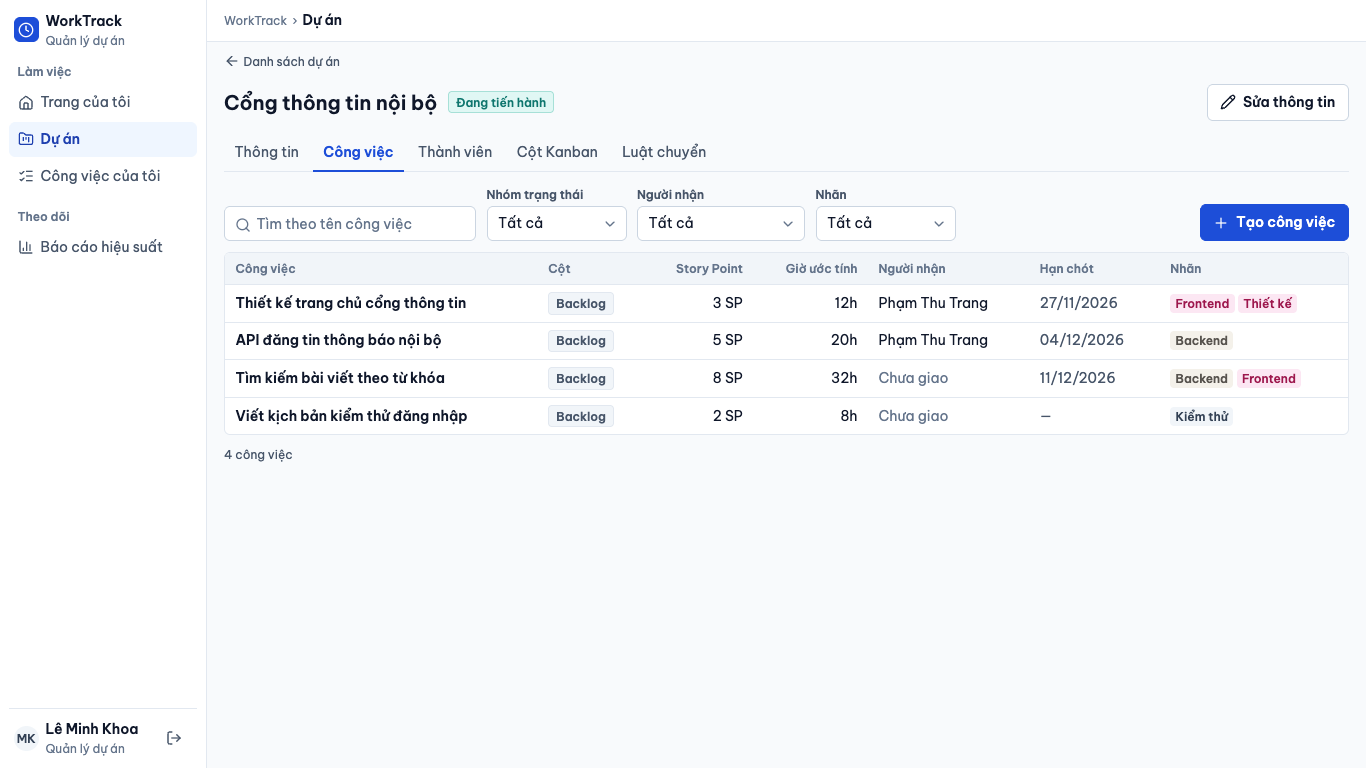 WorkTrack
Quản lý dự án
Làm việc
Trang của tôi
Dự án
Công việc của tôi
Theo dõi
Báo cáo hiệu suất
MK
Lê Minh Khoa
Quản lý dự án
WorkTrack › Dự án
Danh sách dự án
Cổng thông tin nội bộ
Đang tiến hành
Sửa thông tin
Thông tin Công việc Thành viên Cột Kanban Luật chuyển
Tìm theo tên công việc
Nhóm trạng thái
Tất cả
Người nhận
Tất cả
Nhãn
Tất cả
Tạo công việc
Công việc Cột Story Point Giờ ước tính Người nhận Hạn chót Nhãn
Thiết kế trang chủ cổng thông tin Backlog 3 SP 12h Phạm Thu Trang 27/11/2026 Frontend Thiết kế
API đăng tin thông báo nội bộ Backlog 5 SP 20h Phạm Thu Trang 04/12/2026 Backend
Tìm kiếm bài viết theo từ khóa Backlog 8 SP 32h Chưa giao 11/12/2026 Backend Frontend
Viết kịch bản kiểm thử đăng nhập Backlog 2 SP 8h Chưa giao — Kiểm thử
4 công việc